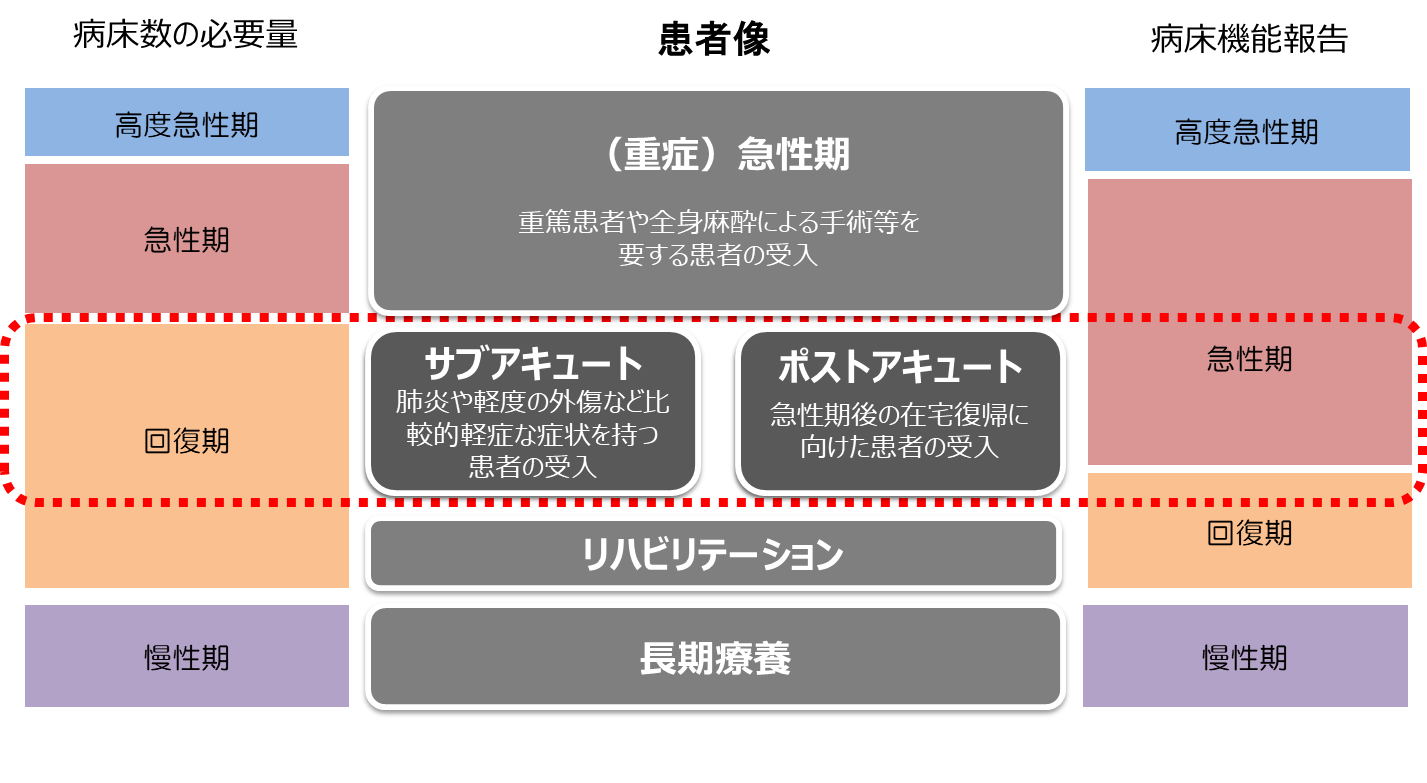 病床数の必要量
患者像
病床機能報告
高度急性期
急性期
回復期
慢性期
（重症）急性期
重篤患者や全身麻酔による手術等を
要する患者の受入
サブアキュート
肺炎や軽度の外傷など比
較的軽症な症状を持つ
患者の受入
ポストアキュート
急性期後の在宅復帰に
向けた患者の受入
リハビリテーション
長期療養
高度急性期
急性期
回復期
慢性期